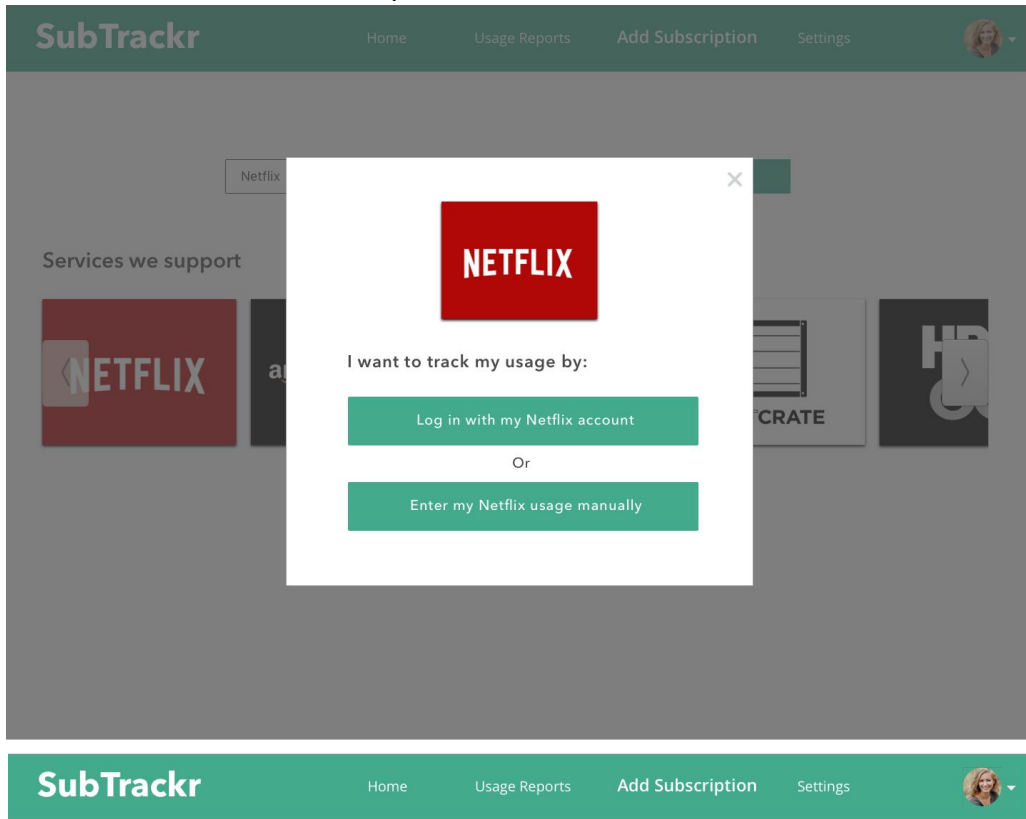 SubTrackr Home Usage Reports Add Subscription Settings
Netflix
NETFLIX
Services we support
NETFLIX
I want to track my usage by:
Log in with my Netflix account
CRATE
Or
Enter my Netflix usage manually
SubTrackr Home Usage Reports Add Subscription Settings